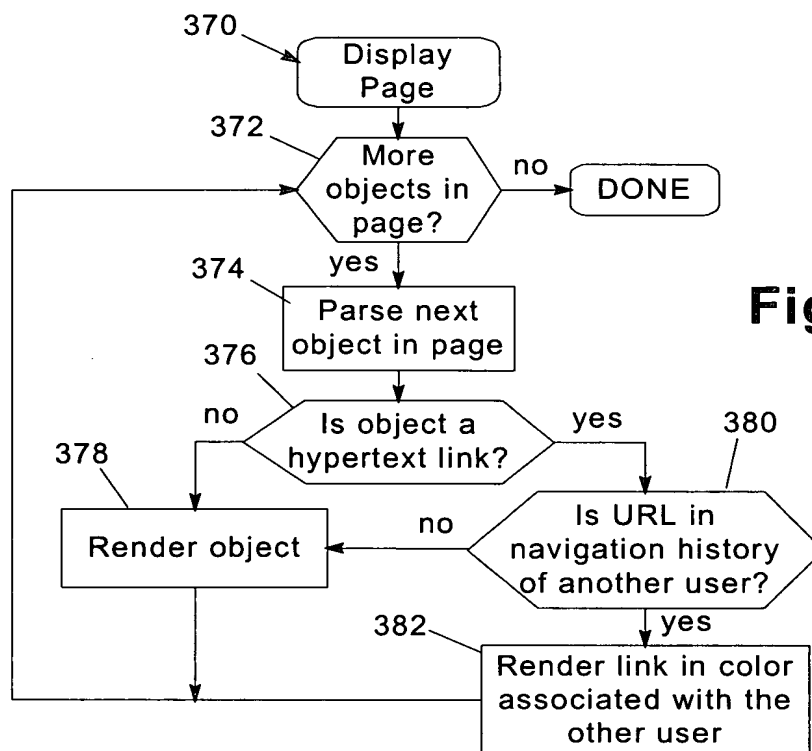 370
Display
Page
372
More
objects in
page?
no
DONE
yes
374
Parse next
object in page
Fig
376
no
Is object a
hypertext link?
yes
380
378
Render object
no
Is URL in
navigation history
of another user?
yes
382
Render link in color
associated with the
other user